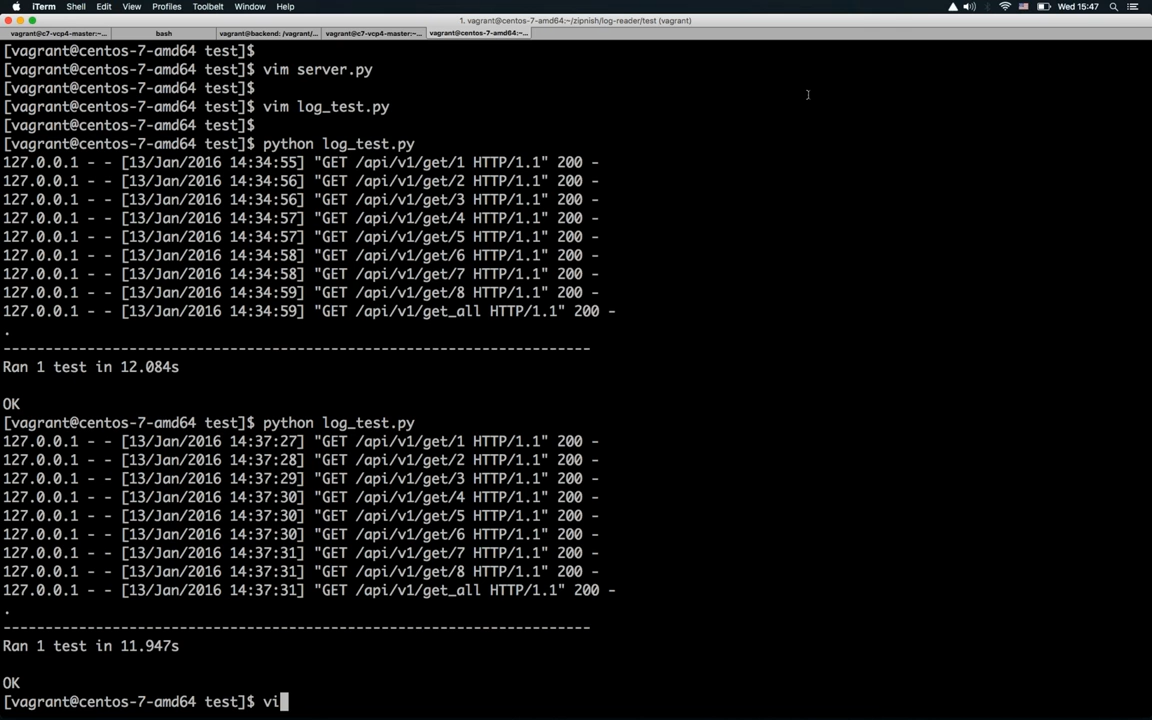 iTerm Shell Edit View Profiles Toolbelt Window Help Wed 15:47
1. vagrant@centos-7-amd64:~/zipnish/log-reader/test (vagrant)
vagrant@c7-vcp4-master:~... bash vagrant@backend: /vagrant/... vagrant@c7-vcp4-master:~... vagrant@centos-7-amd64:~...
[vagrant@centos-7-amd64 test]$
[vagrant@centos-7-amd64 test]$ vim server.py
[vagrant@centos-7-amd64 test]$
[vagrant@centos-7-amd64 test]$ vim log_test.py
[vagrant@centos-7-amd64 test]$
[vagrant@centos-7-amd64 test]$ python log_test.py
127.0.0.1 - - [13/Jan/2016 14:34:55] "GET /api/v1/get/1 HTTP/1.1" 200 -
127.0.0.1 - - [13/Jan/2016 14:34:56] "GET /api/v1/get/2 HTTP/1.1" 200 -
127.0.0.1 - - [13/Jan/2016 14:34:56] "GET /api/v1/get/3 HTTP/1.1" 200 -
127.0.0.1 - - [13/Jan/2016 14:34:57] "GET /api/v1/get/4 HTTP/1.1" 200 -
127.0.0.1 - - [13/Jan/2016 14:34:57] "GET /api/v1/get/5 HTTP/1.1" 200 -
127.0.0.1 - - [13/Jan/2016 14:34:58] "GET /api/v1/get/6 HTTP/1.1" 200 -
127.0.0.1 - - [13/Jan/2016 14:34:58] "GET /api/v1/get/7 HTTP/1.1" 200 -
127.0.0.1 - - [13/Jan/2016 14:34:59] "GET /api/v1/get/8 HTTP/1.1" 200 -
127.0.0.1 - - [13/Jan/2016 14:34:59] "GET /api/v1/get_all HTTP/1.1" 200 -
.
----------------------------------------------------------------------
Ran 1 test in 12.084s
OK
[vagrant@centos-7-amd64 test]$ python log_test.py
127.0.0.1 - - [13/Jan/2016 14:37:27] "GET /api/v1/get/1 HTTP/1.1" 200 -
127.0.0.1 - - [13/Jan/2016 14:37:28] "GET /api/v1/get/2 HTTP/1.1" 200 -
127.0.0.1 - - [13/Jan/2016 14:37:29] "GET /api/v1/get/3 HTTP/1.1" 200 -
127.0.0.1 - - [13/Jan/2016 14:37:30] "GET /api/v1/get/4 HTTP/1.1" 200 -
127.0.0.1 - - [13/Jan/2016 14:37:30] "GET /api/v1/get/5 HTTP/1.1" 200 -
127.0.0.1 - - [13/Jan/2016 14:37:30] "GET /api/v1/get/6 HTTP/1.1" 200 -
127.0.0.1 - - [13/Jan/2016 14:37:31] "GET /api/v1/get/7 HTTP/1.1" 200 -
127.0.0.1 - - [13/Jan/2016 14:37:31] "GET /api/v1/get/8 HTTP/1.1" 200 -
127.0.0.1 - - [13/Jan/2016 14:37:31] "GET /api/v1/get_all HTTP/1.1" 200 -
.
----------------------------------------------------------------------
Ran 1 test in 11.947s
OK
[vagrant@centos-7-amd64 test]$ vi